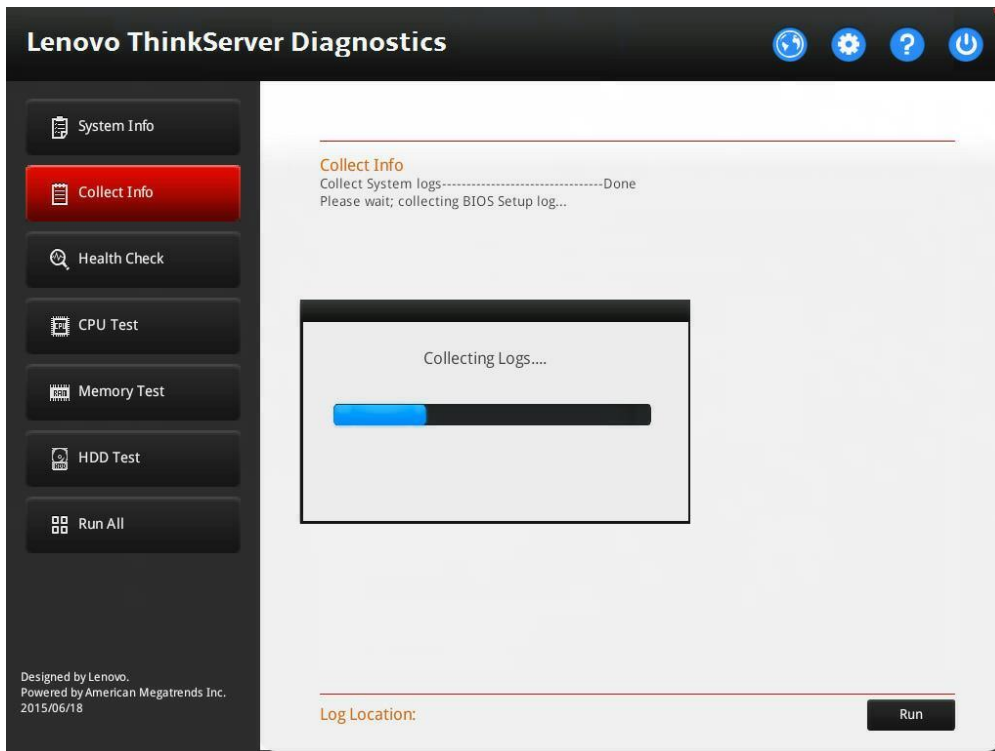 Lenovo ThinkServer Diagnostics
System Info
Collect Info
Health Check
CPU Test
Memory Test
HDD Test
Run All
Designed by Lenovo.
Powered by American Megatrends Inc.
2015/06/18
Collect Info
Collect System logs---------------------------------Done
Please wait; collecting BIOS Setup log...
Collecting Logs....
Log Location:
Run